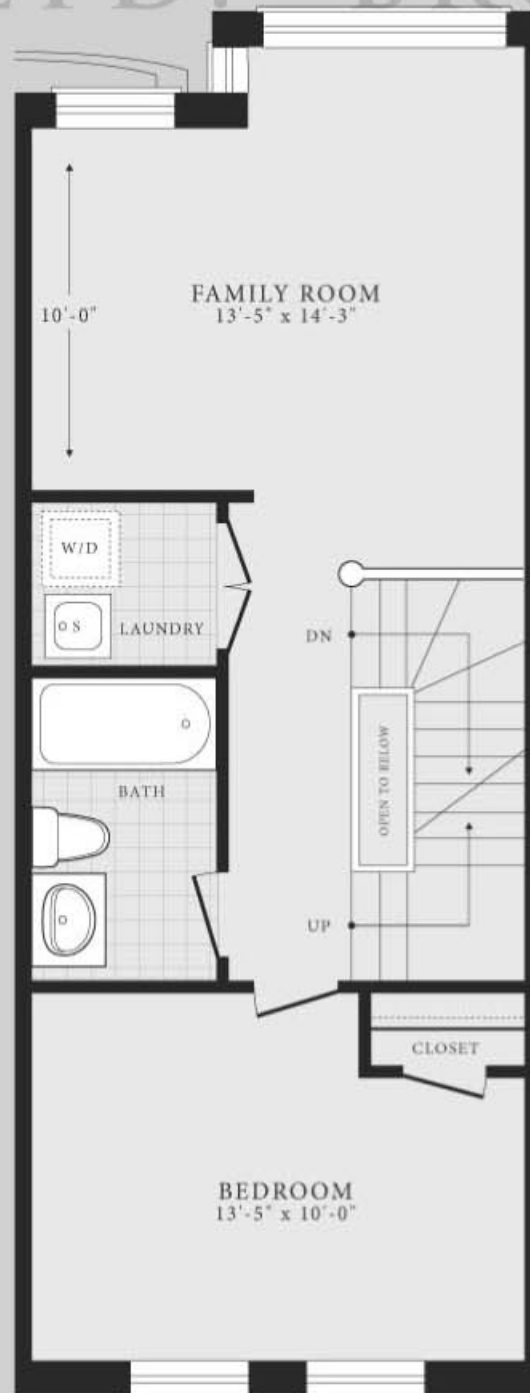 FAMILY ROOM
13'-5" x 14'-3"
10'-0"
W/D
S
LAUNDRY
DN
BATH
OPEN TO BELOW
UP
CLOSET
BEDROOM
13'-5" x 10'-0"